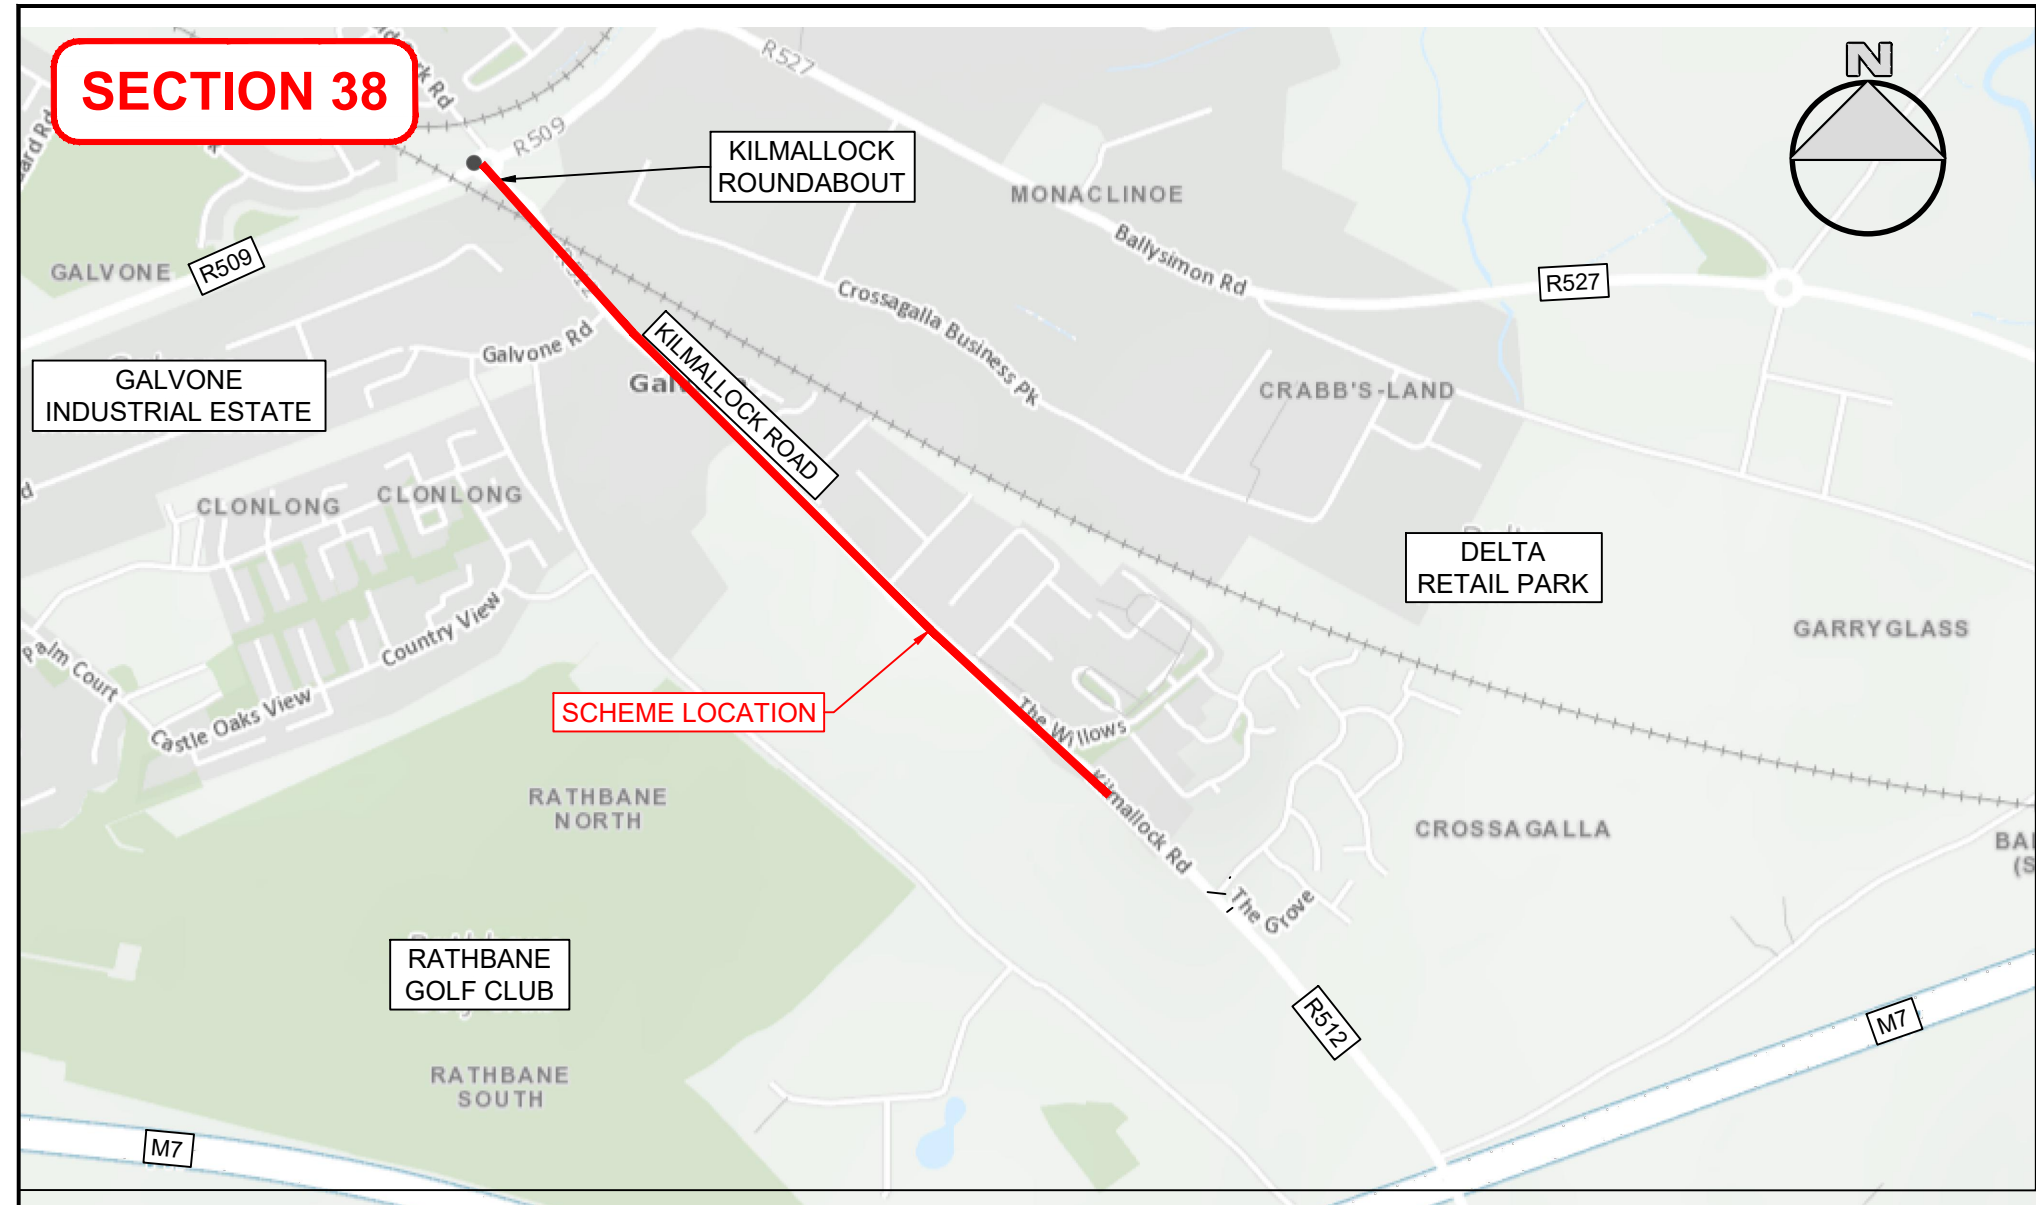 SECTION 38
N
R527
R509
KILMALLOCK
ROUNDABOUT
MONACLINOE
Ballysimon Rd
R527
GALVONE
R509
Crossagalla Business Pk
Galvone Rd
KILMALLOCK ROAD
GALVONE
INDUSTRIAL ESTATE
CRABB'S-LAND
CLONLONG
CLONLONG
DELTA
RETAIL PARK
GARRYGLASS
Country View
Palm Court
Castle Oaks View
SCHEME LOCATION
The Willows
RATHBANE
NORTH
Kilmallock Rd
CROSSAGALLA
The Grove
RATHBANE
GOLF CLUB
R512
M7
RATHBANE
SOUTH
M7